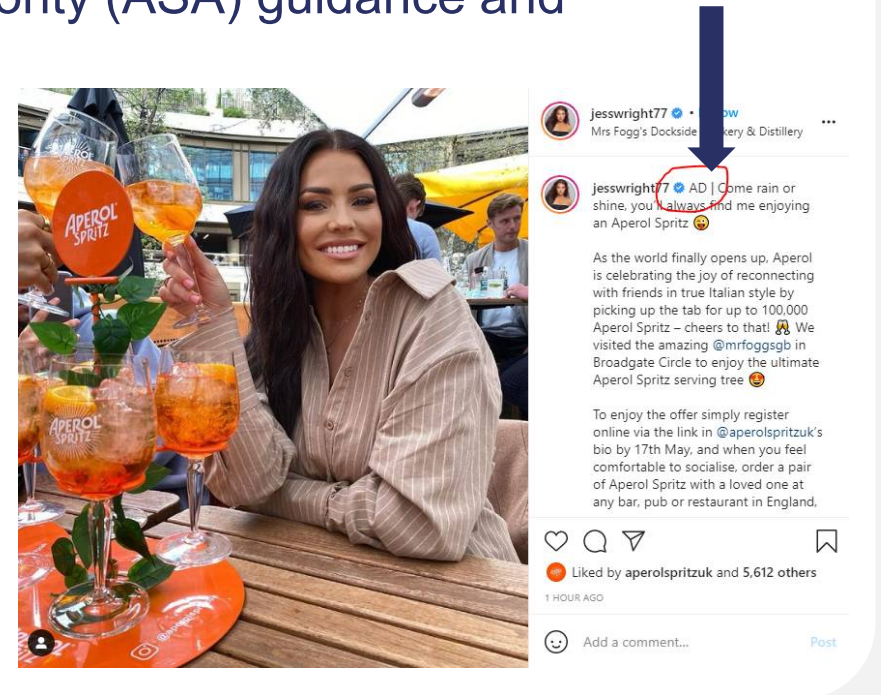 (ASA) guidance and
jesswright77 •
Mrs Fogg's Dockside & Distillery
jesswright77 AD | Come rain or
shine, you'll always find me enjoying
an Aperol Spritz 😜
As the world finally opens up, Aperol
is celebrating the joy of reconnecting
with friends in true Italian style by
picking up the tab for up to 100,000
Aperol Spritz – cheers to that! 🥂 We
visited the amazing @mrfoggsgb in
Broadgate Circle to enjoy the ultimate
Aperol Spritz serving tree 🤩
To enjoy the offer simply register
online via the link in @aperolspritzuk's
bio by 17th May, and when you feel
comfortable to socialise, order a pair
of Aperol Spritz with a loved one at
any bar, pub or restaurant in England,
Liked by aperolspritzuk and 5,612 others
1 HOUR AGO
Add a comment...
Post
APEROL
SPRITZ
APEROL
SPRITZ
APEROL
SPRITZ